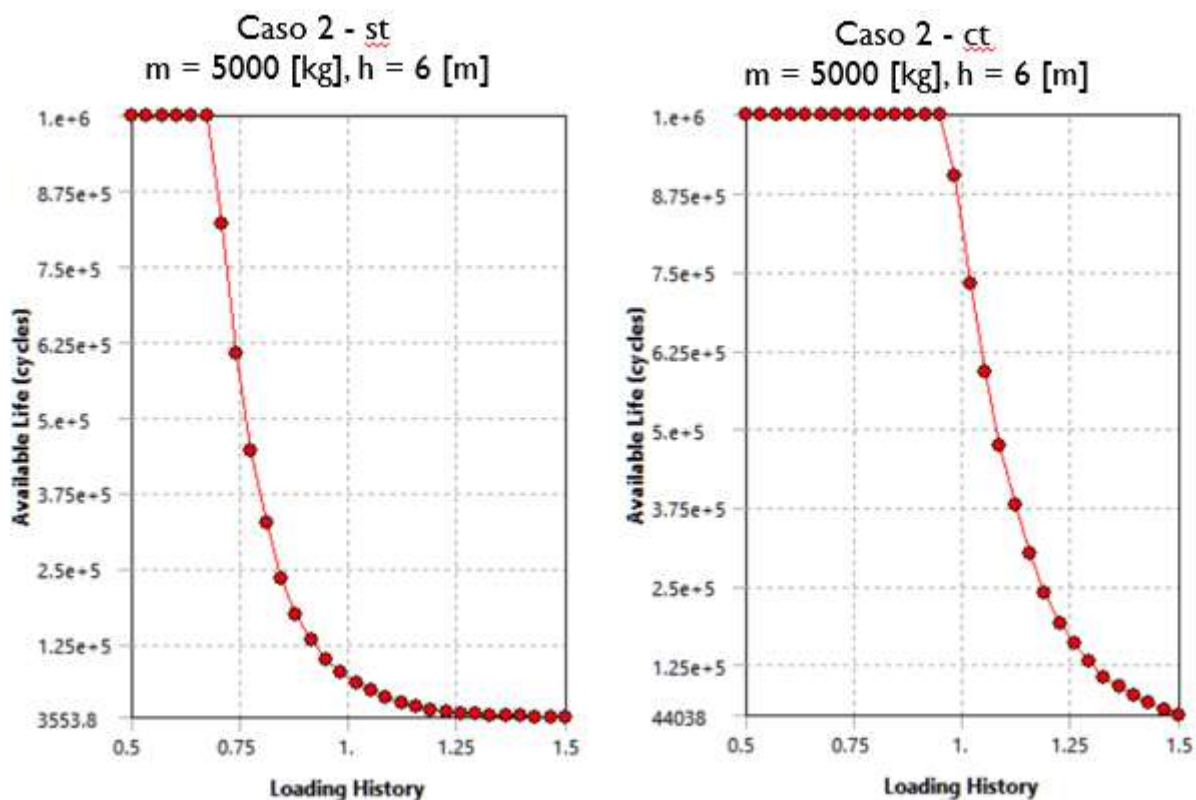 Caso 2 - st
m = 5000 [kg], h = 6 [m]
1.e+6
8.75e+5
7.5e+5
6.25e+5
5.e+5
3.75e+5
2.5e+5
1.25e+5
3553.8
0.5
0.75
1.
1.25
1.5
Available Life (cycles)
Loading History
Caso 2 - ct
m = 5000 [kg], h = 6 [m]
1.e+6
8.75e+5
7.5e+5
6.25e+5
5.e+5
3.75e+5
2.5e+5
1.25e+5
44038
0.5
0.75
1.
1.25
1.5
Available Life (cycles)
Loading History